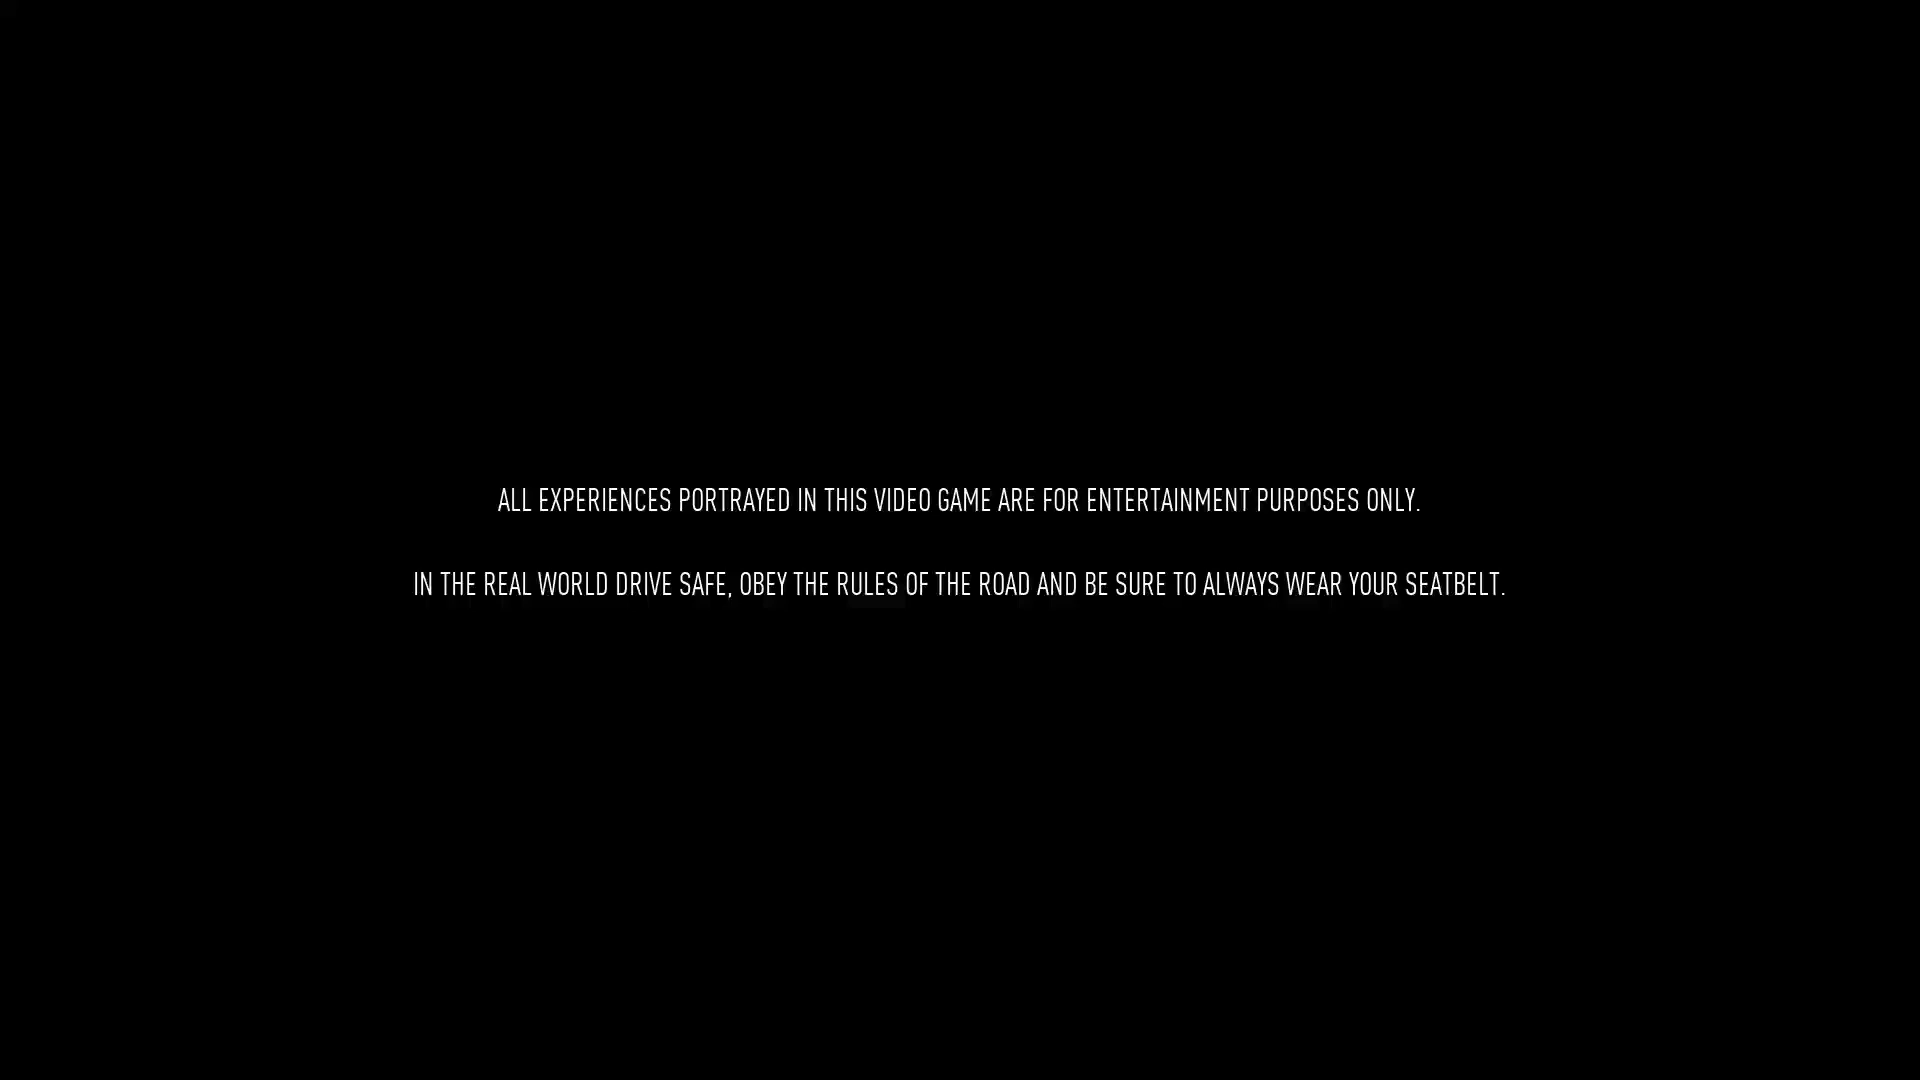 ALL EXPERIENCES PORTRAYED IN THIS VIDEO GAME ARE FOR ENTERTAINMENT PURPOSES ONLY.
IN THE REAL WORLD DRIVE SAFE, OBEY THE RULES OF THE ROAD AND BE SURE TO ALWAYS WEAR YOUR SEATBELT.